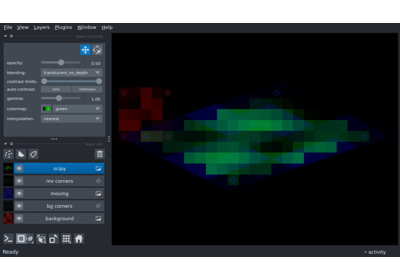 File View Layers Plugins Window Help
opacity: 0.50
blending: translucent_no_depth
contrast limits:
auto-contrast: once continuous
gamma: 1.00
colormap: green
interpolation: nearest
scipy
mv corners
moving
bg corners
background
Ready activity